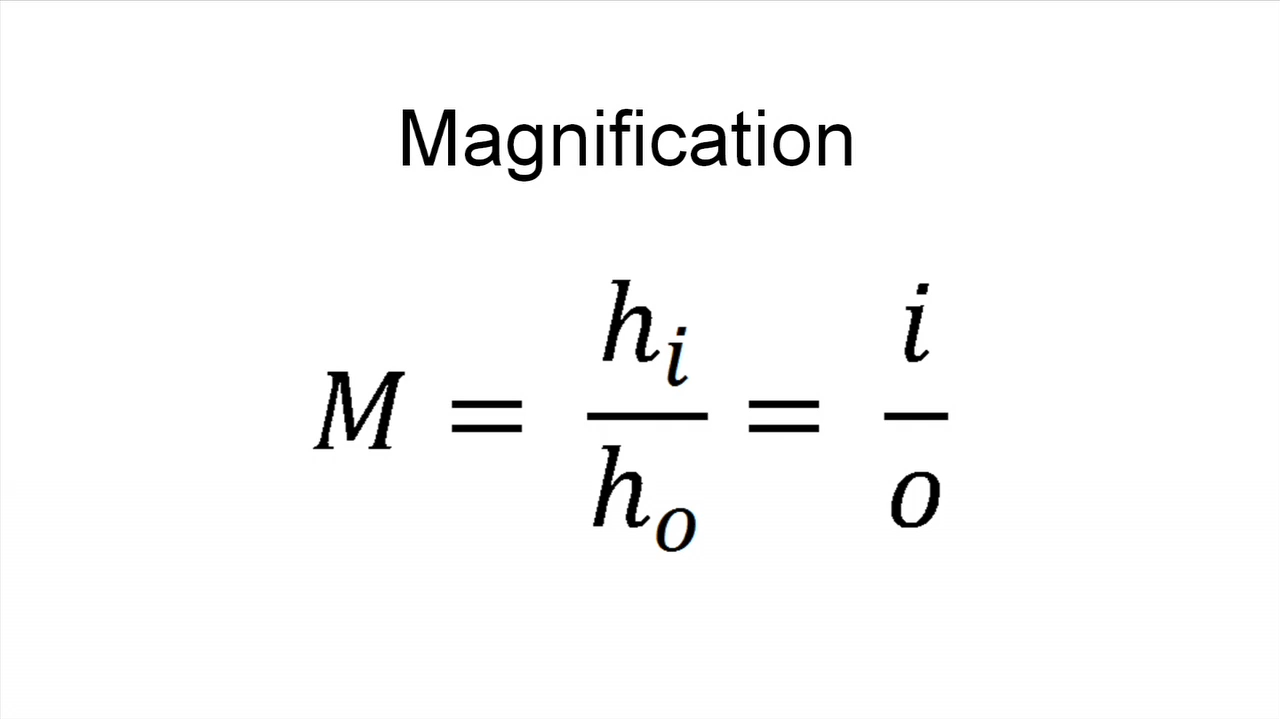 Magnification
M = h_i / h_o = i / o